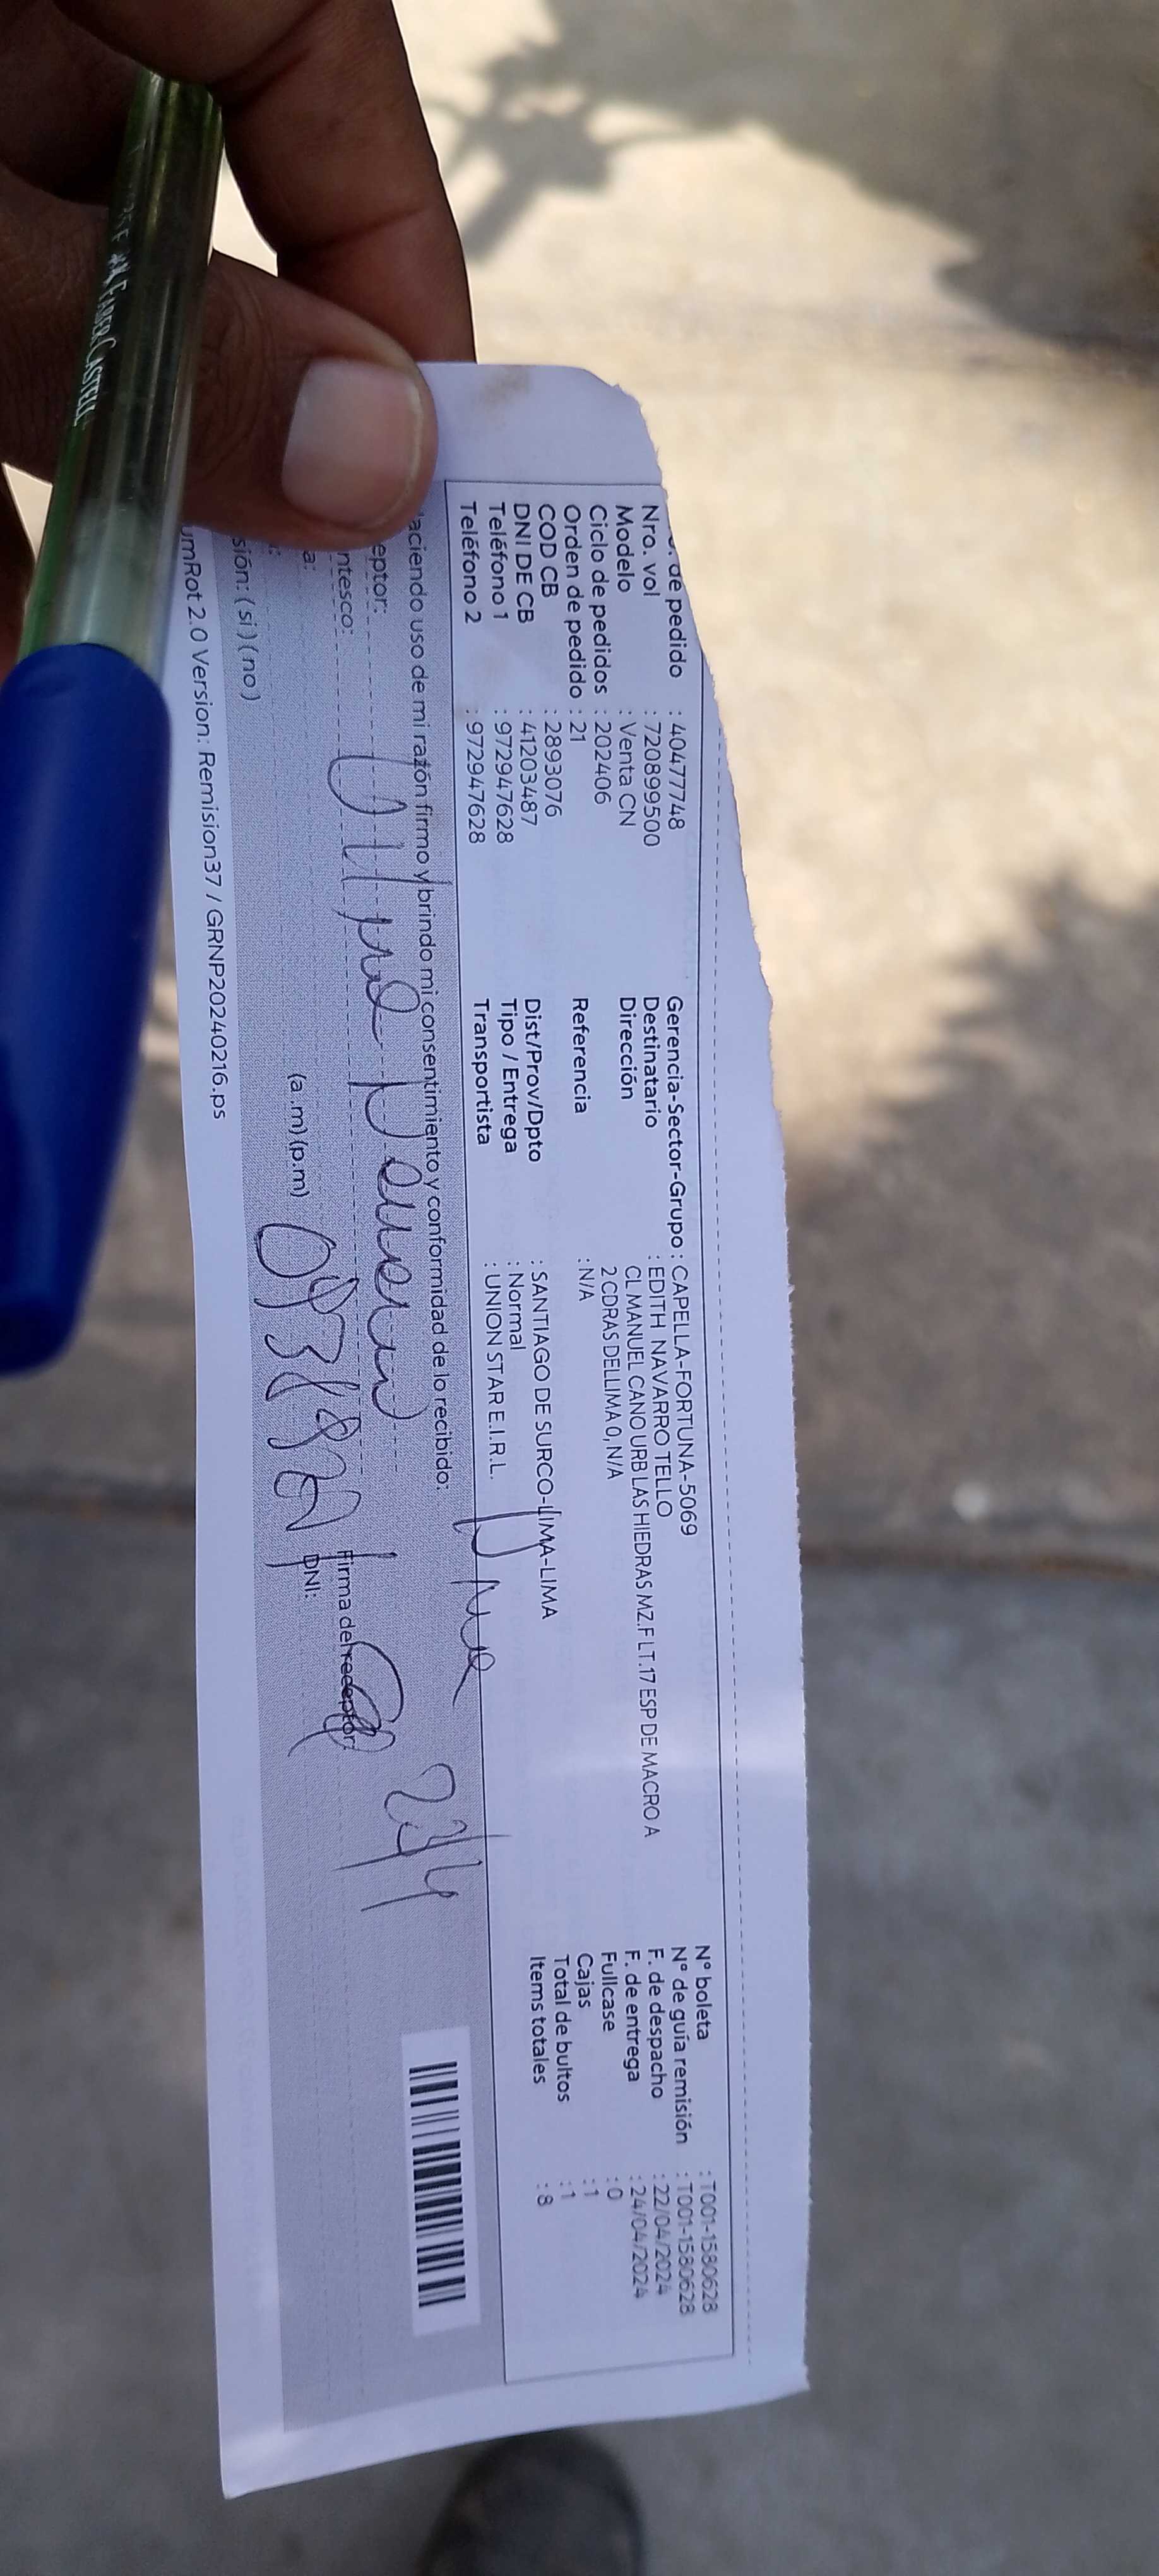 de pedido : 40477748
Nro. vol : 720899500
Modelo : Venta CN
Ciclo de pedidos : 202406
Orden de pedido : 21
COD CB : 2893076
DNI DE CB : 41203487
Teléfono 1 : 972947628
Teléfono 2 : 972947628
Gerencia-Sector-Grupo : CAPELLA-FORTUNA-5069
Destinatario : EDITH NAVARRO TELLO
Dirección CL.MANUEL CANO URB LAS HIEDRAS MZ.F LT.17 ESP DE MACRO A
2 CDRAS DELLIMA 0, N/A
Referencia : N/A
Dist/Prov/Dpto : SANTIAGO DE SURCO-LIMA-LIMA
Tipo / Entrega : Normal
Transportista : UNION STAR E.I.R.L.
N° boleta : T001-1580628
N° de guía remisión : T001-1580628
F. de despacho : 22/04/2024
F. de entrega : 24/04/2024
Fullcase : 0
Cajas : 1
Total de bultos : 1
Items totales : 8
aciendo uso de mi razón firmo y brindo mi consentimiento y conformidad de lo recibido:
eptor:
ntesco:
a:
(a.m) (p.m)
Firma del receptor:
DNI:
sión: ( si ) ( no )
umRot 2.0 Version: Remision37 / GRNP20240216.ps
FABER CASTELL